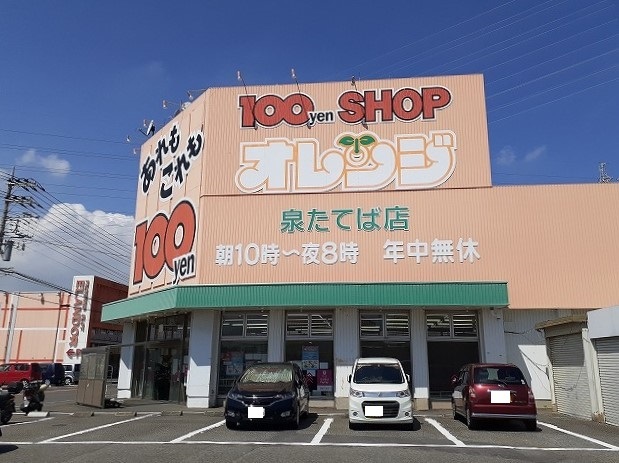 100yen SHOP
オレンジ
泉たてば店
朝10時〜夜8時 年中無休
あれも
これも
100yen